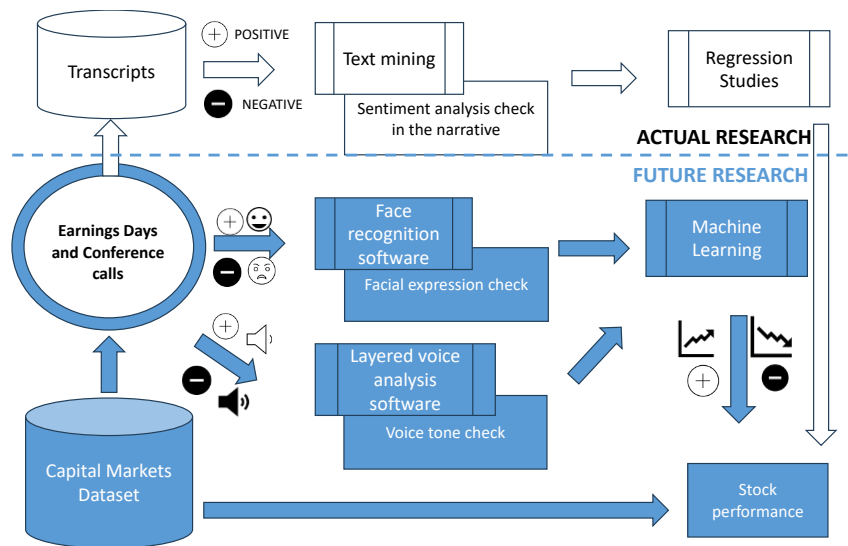 Transcripts
POSITIVE
NEGATIVE
Text mining
Sentiment analysis check
in the narrative
Regression
Studies
ACTUAL RESEARCH
FUTURE RESEARCH
Earnings Days
and Conference
calls
Face
recognition
software
Facial expression check
Machine
Learning
Layered voice
analysis
software
Voice tone check
Capital Markets
Dataset
Stock
performance